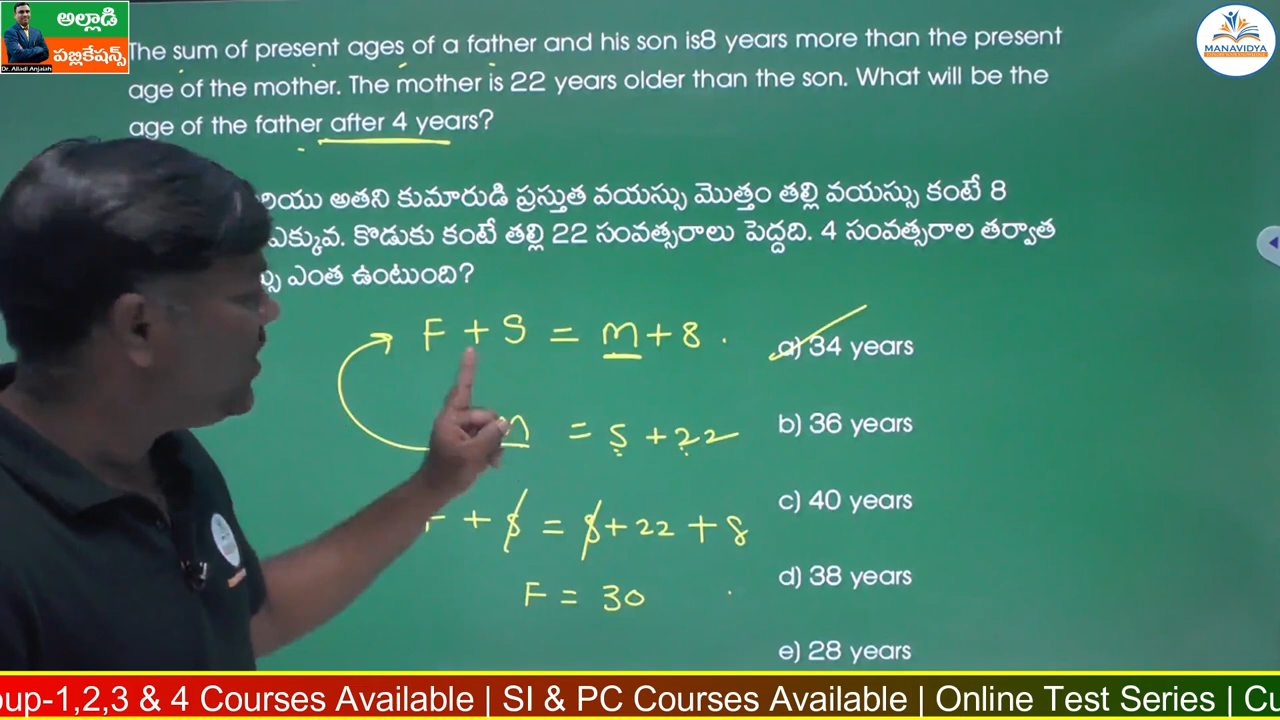 అల్లాడి
పబ్లికేషన్స్
Dr. Alladi Anjaiah
MANAVIDYA
The sum of present ages of a father and his son is8 years more than the present
age of the mother. The mother is 22 years older than the son. What will be the
age of the father after 4 years?
రియు అతని కుమారుడి ప్రస్తుత వయస్సు మొత్తం తల్లి వయస్సు కంటే 8
ఎక్కువ. కొడుకు కంటే తల్లి 22 సంవత్సరాలు పెద్దది. 4 సంవత్సరాల తర్వాత
ఎంత ఉంటుంది?
F + S = m + 8
m = S + 22
F + S = S + 22 + 8
F = 30
a) 34 years
b) 36 years
c) 40 years
d) 38 years
e) 28 years
oup-1,2,3 & 4 Courses Available | SI & PC Courses Available | Online Test Series | Cu